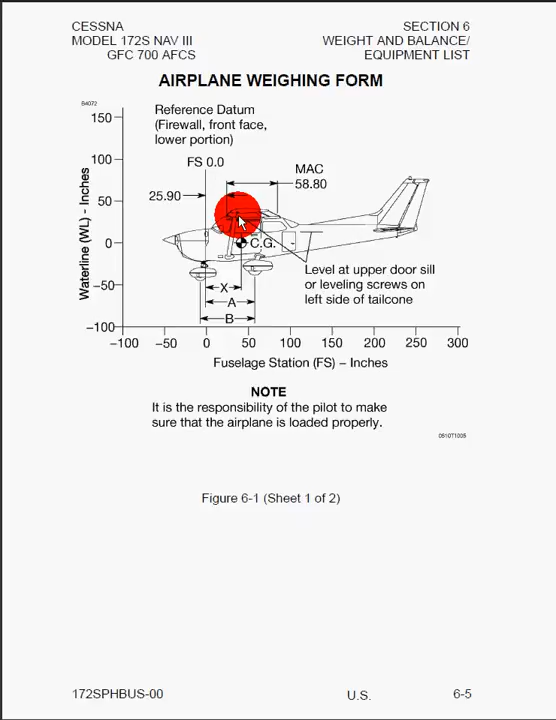 CESSNA
MODEL 172S NAV III
GFC 700 AFCS
SECTION 6
WEIGHT AND BALANCE/
EQUIPMENT LIST
AIRPLANE WEIGHING FORM
B4072
Reference Datum
(Firewall, front face,
lower portion)
FS 0.0
MAC
58.80
25.90
C.G.
Level at upper door sill
or leveling screws on
left side of tailcone
X
A
B
Waterline (WL) - Inches
150
100
50
0
-50
-100
-100 -50 0 50 100 150 200 250 300
Fuselage Station (FS) – Inches
NOTE
It is the responsibility of the pilot to make
sure that the airplane is loaded properly.
0510T1005
Figure 6-1 (Sheet 1 of 2)
172SPHBUS-00
U.S.
6-5